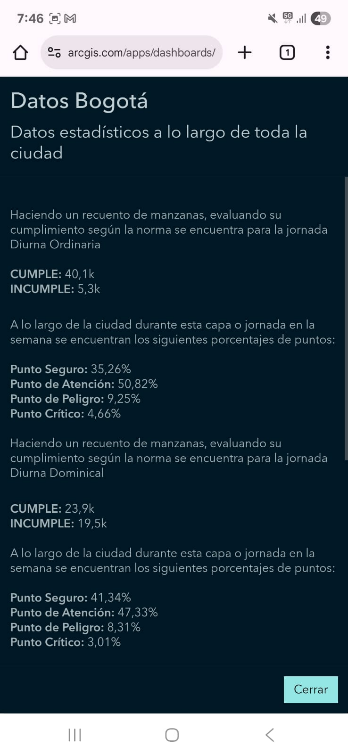 7:46
5G
49
arcgis.com/apps/dashboards/
1
Datos Bogotá
Datos estadísticos a lo largo de toda la
ciudad
Haciendo un recuento de manzanas, evaluando su
cumplimiento según la norma se encuentra para la jornada
Diurna Ordinaria
CUMPLE: 40,1k
INCUMPLE: 5,3k
A lo largo de la ciudad durante esta capa o jornada en la
semana se encuentran los siguientes porcentajes de puntos:
Punto Seguro: 35,26%
Punto de Atención: 50,82%
Punto de Peligro: 9,25%
Punto Crítico: 4,66%
Haciendo un recuento de manzanas, evaluando su
cumplimiento según la norma se encuentra para la jornada
Diurna Dominical
CUMPLE: 23,9k
INCUMPLE: 19,5k
A lo largo de la ciudad durante esta capa o jornada en la
semana se encuentran los siguientes porcentajes de puntos:
Punto Seguro: 41,34%
Punto de Atención: 47,33%
Punto de Peligro: 8,31%
Punto Crítico: 3,01%
Cerrar